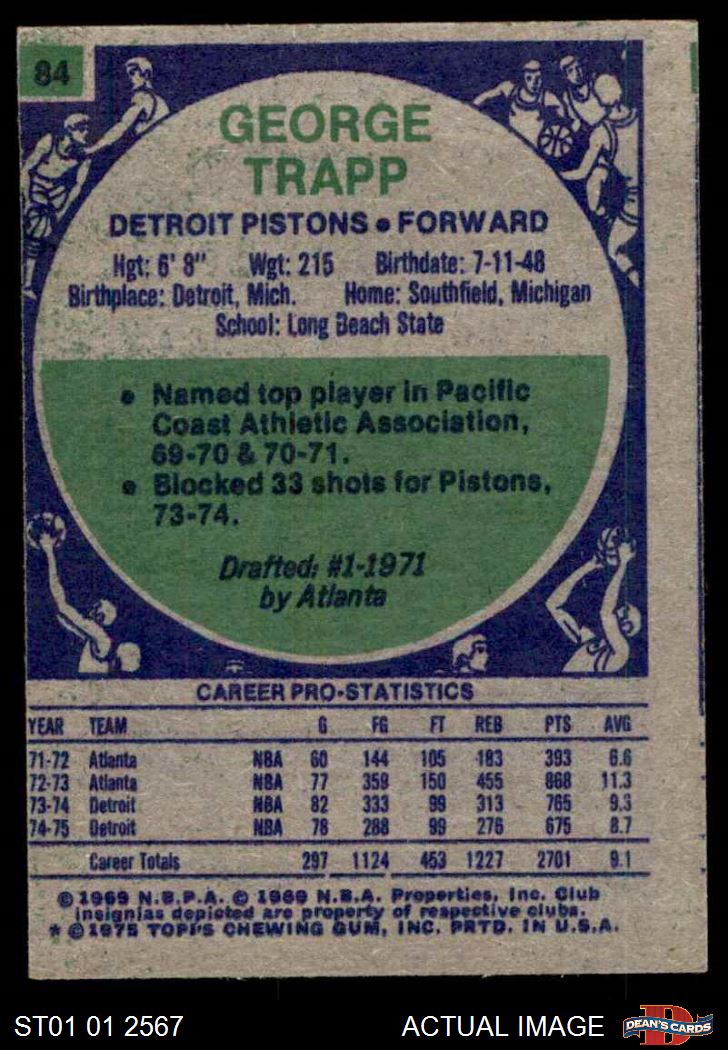 84
GEORGE
TRAPP
DETROIT PISTONS • FORWARD
Hgt: 6' 8" Wgt: 215 Birthdate: 7-11-48
Birthplace: Detroit, Mich. Home: Southfield, Michigan
School: Long Beach State
• Named top player in Pacific
Coast Athletic Association,
69-70 & 70-71.
• Blocked 33 shots for Pistons,
73-74.
Drafted: #1-1971
by Atlanta
CAREER PRO-STATISTICS
YEAR TEAM G FG FT REB PTS AVG
71-72 Atlanta NBA 60 144 105 183 393 6.6
72-73 Atlanta NBA 77 359 150 455 868 11.3
73-74 Detroit NBA 82 333 99 313 765 9.3
74-75 Detroit NBA 78 288 99 276 675 8.7
Career Totals 297 1124 453 1227 2701 9.1
© 1969 N.B.P.A. © 1969 N.B.A. Properties, Inc. Club
insignias depicted are property of respective clubs.
* © 1975 TOPPS CHEWING GUM, INC. PRTD. IN U.S.A.
ST01 01 2567 ACTUAL IMAGE
D
DEAN'S CARDS